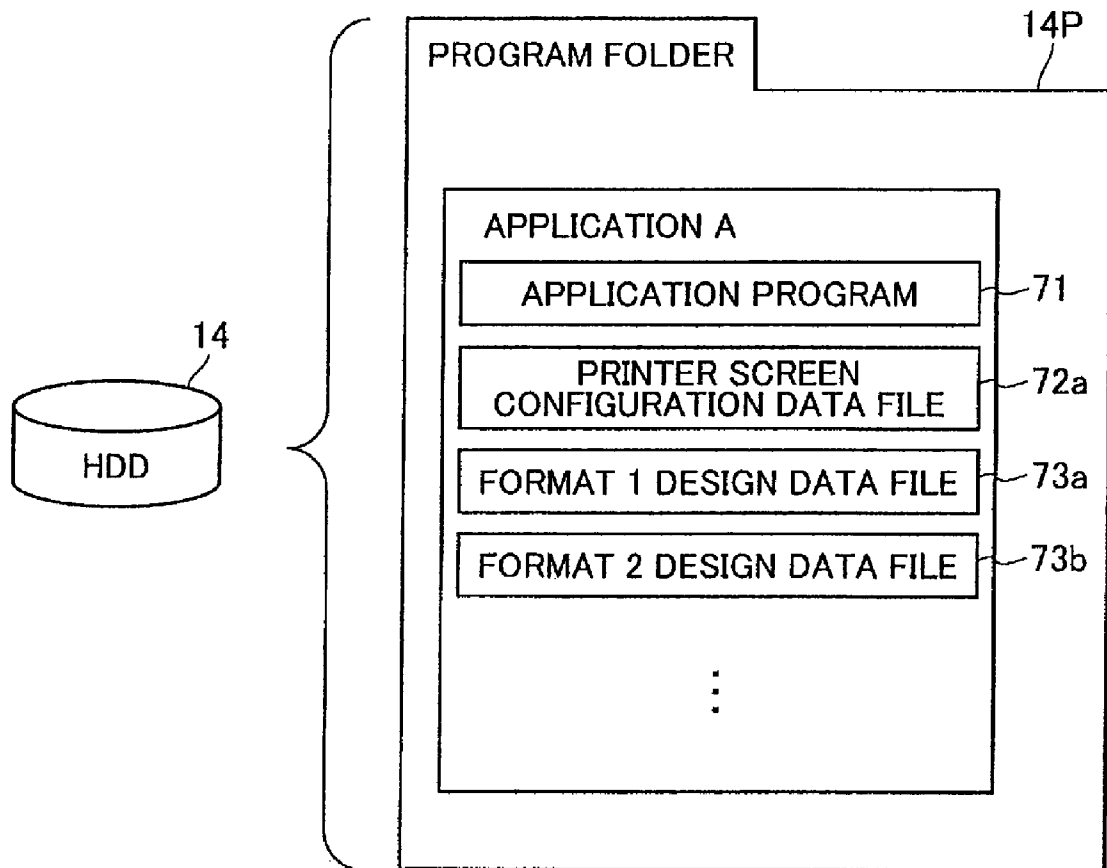 14P
PROGRAM FOLDER
APPLICATION A
APPLICATION PROGRAM
71
14
PRINTER SCREEN
CONFIGURATION DATA FILE
72a
HDD
FORMAT 1 DESIGN DATA FILE
73a
FORMAT 2 DESIGN DATA FILE
73b